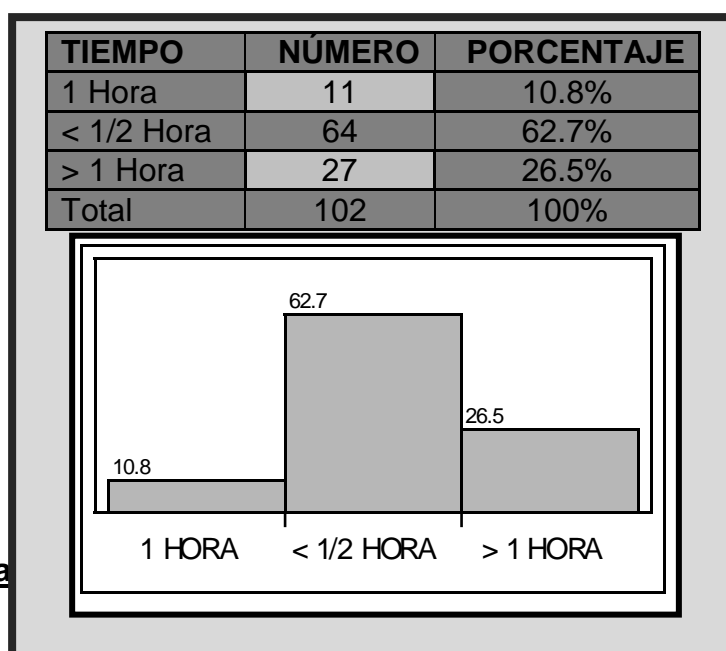 TIEMPO NÚMERO PORCENTAJE
1 Hora 11 10.8%
< 1/2 Hora 64 62.7%
> 1 Hora 27 26.5%
Total 102 100%
62.7
26.5
10.8
1 HORA < 1/2 HORA > 1 HORA
a